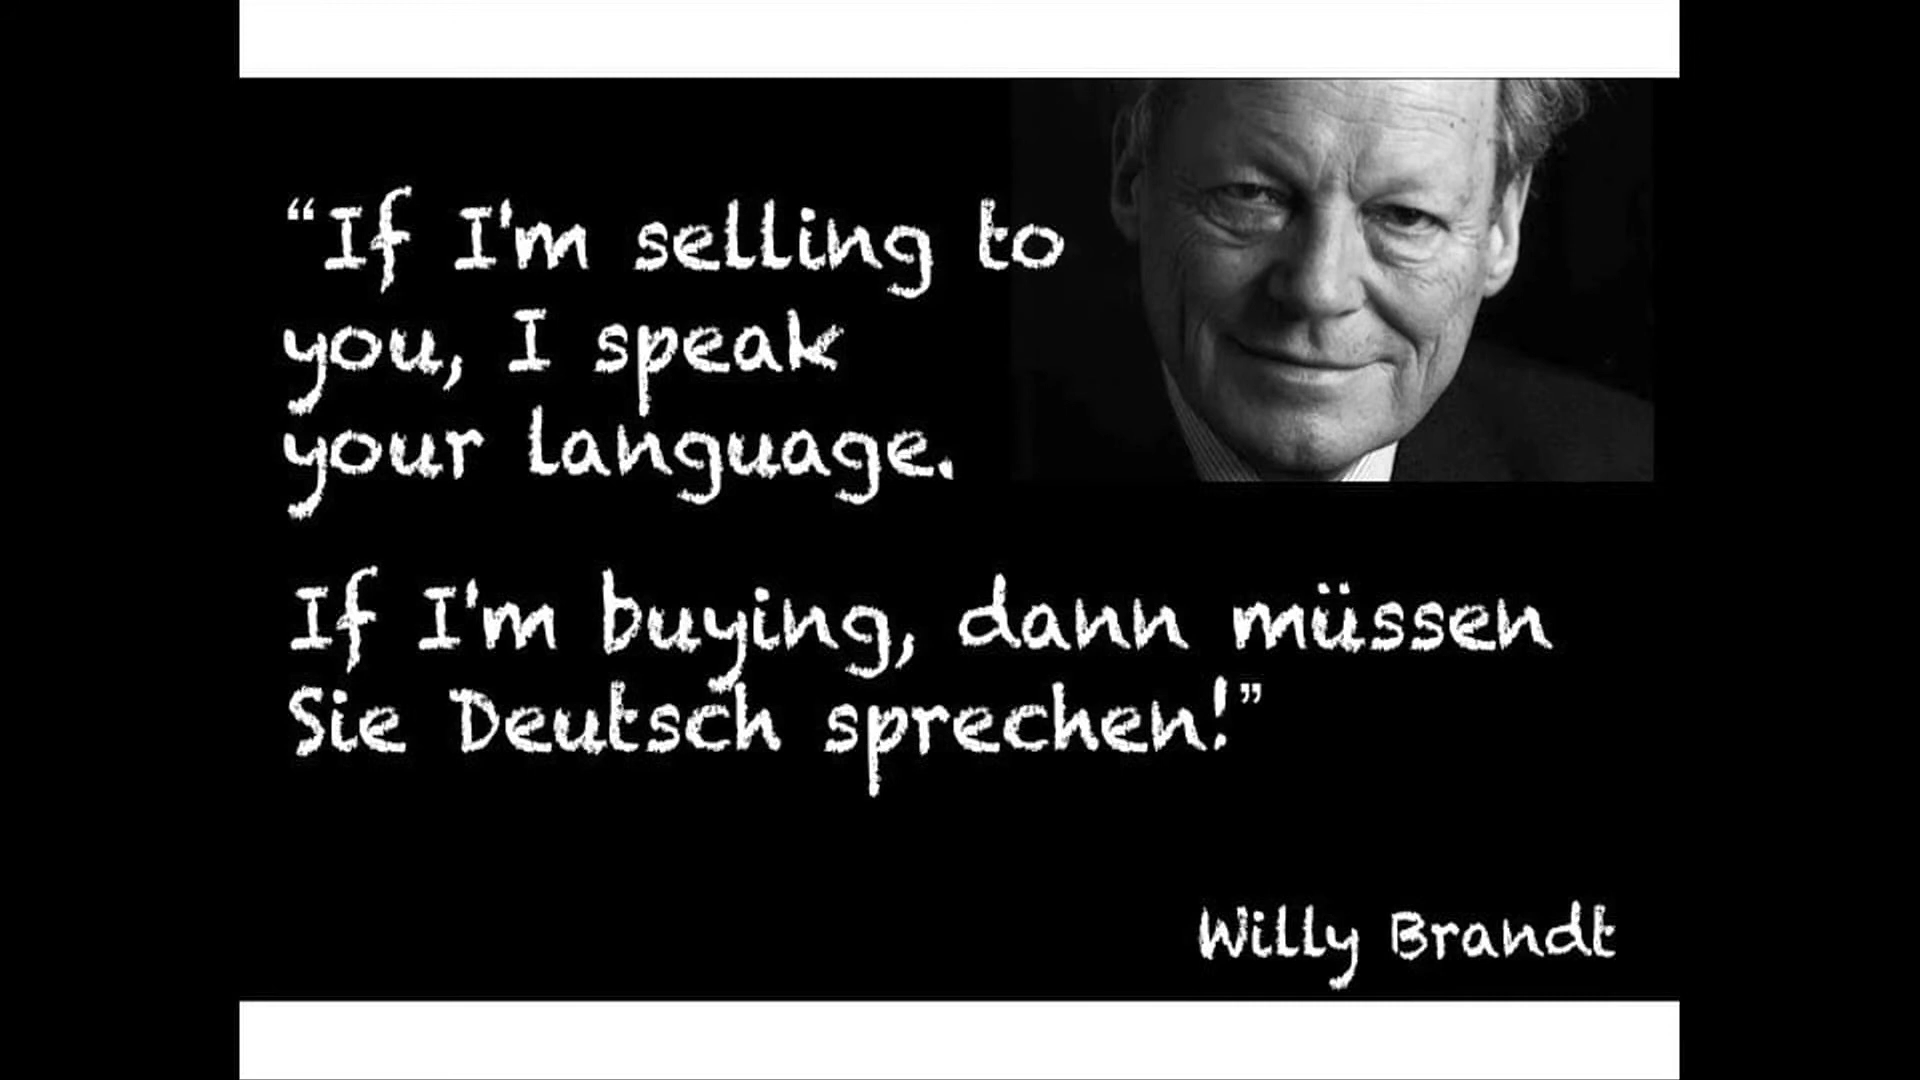 “If I'm selling to
you, I speak
your language.
If I'm buying, dann müssen
Sie Deutsch sprechen!”
Willy Brandt